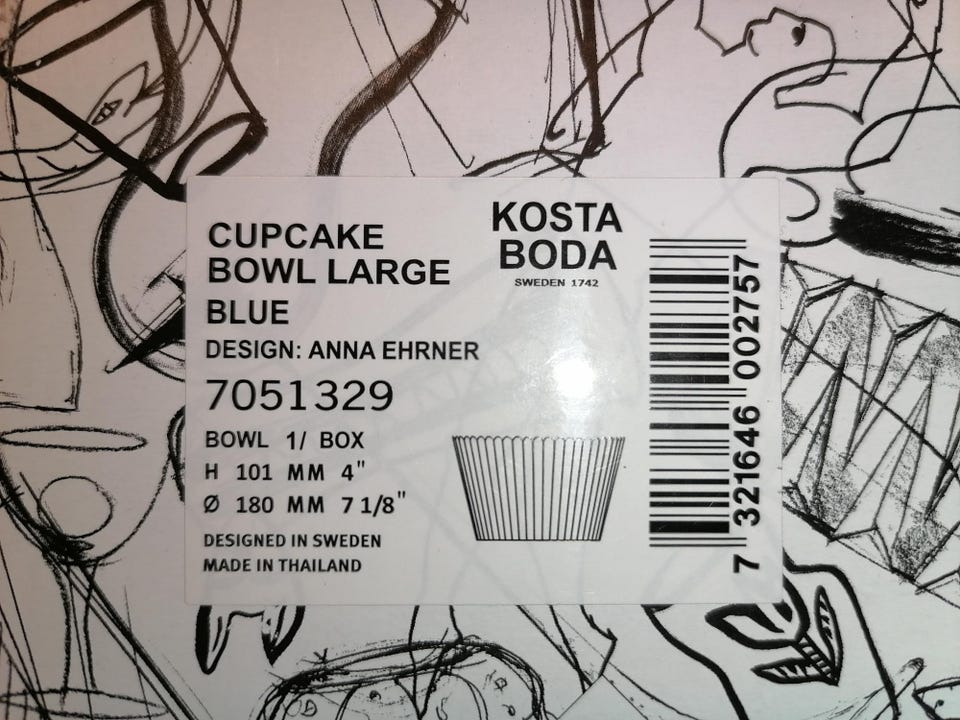 CUPCAKE
BOWL LARGE
BLUE
DESIGN: ANNA EHRNER
7051329
BOWL 1/ BOX
H 101 MM 4"
Ø 180 MM 7 1/8"
DESIGNED IN SWEDEN
MADE IN THAILAND
KOSTA
BODA
SWEDEN 1742
7 321646 002757